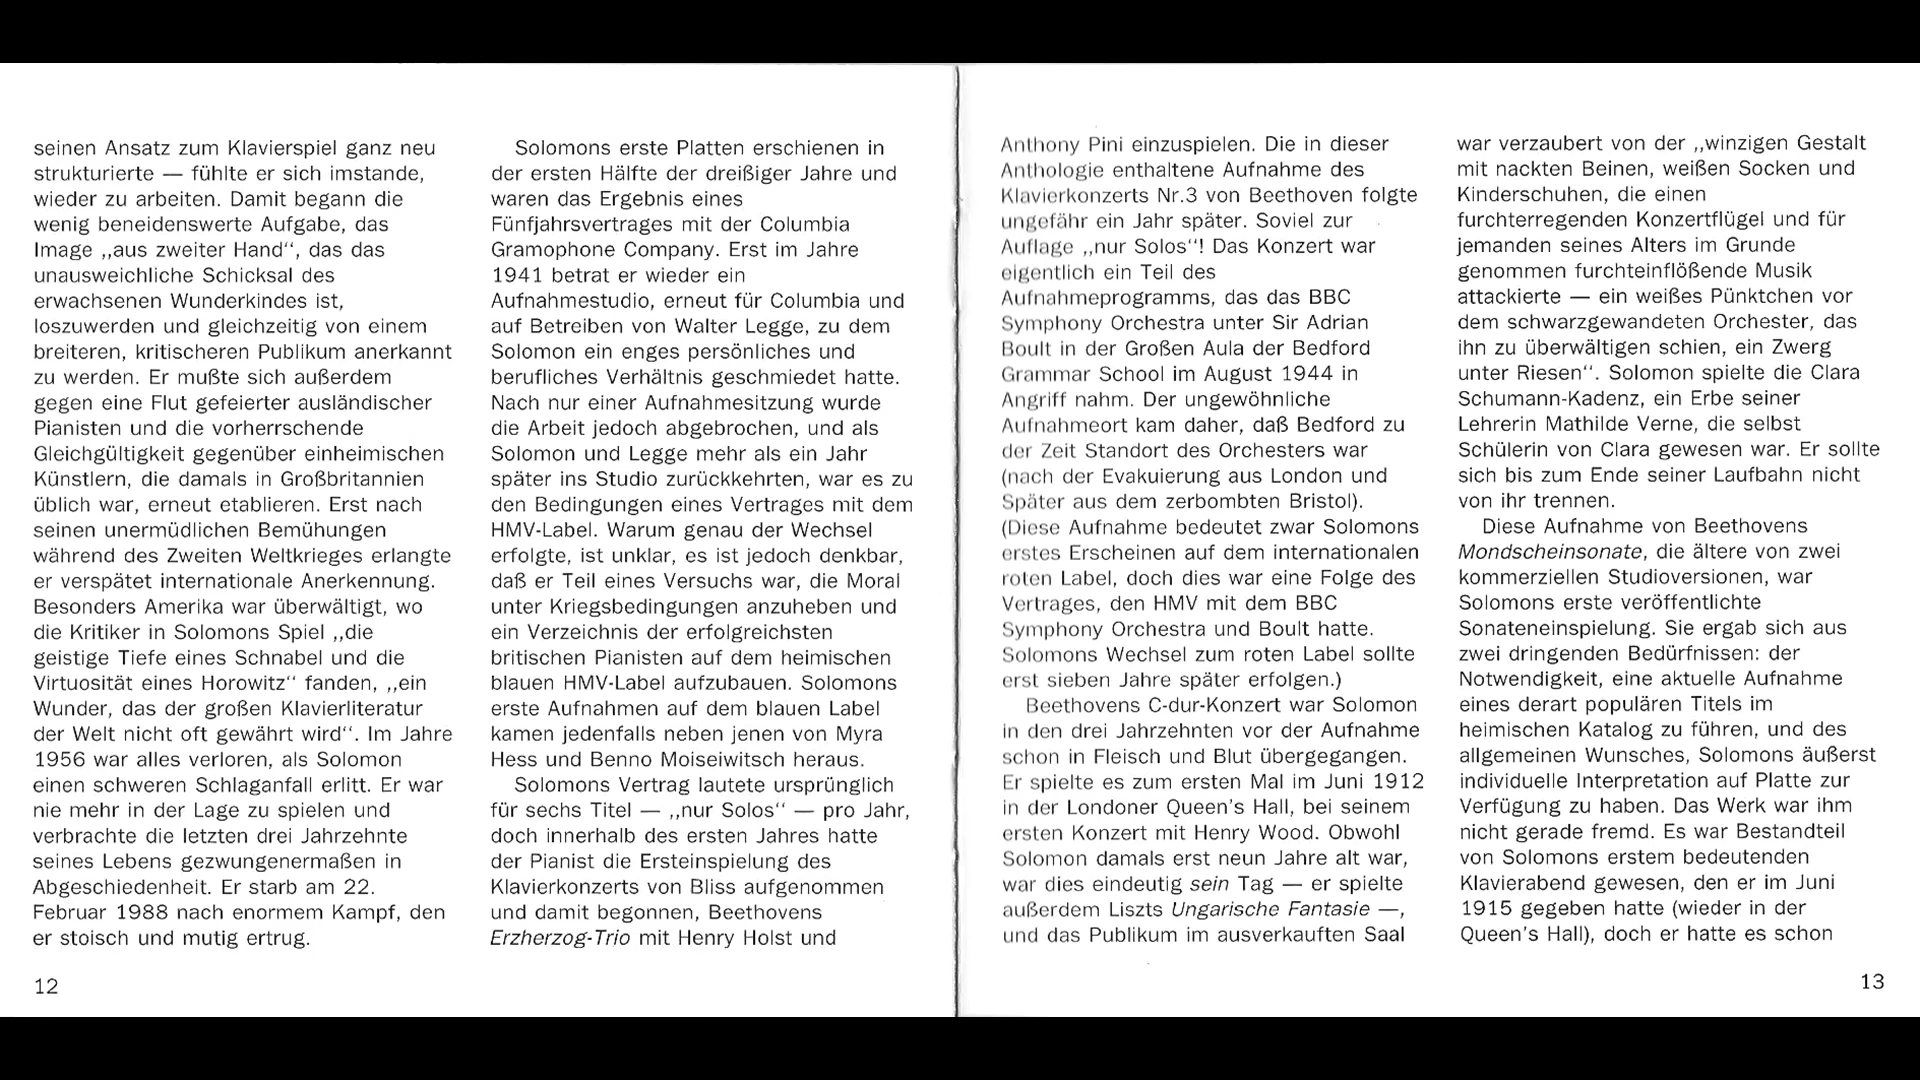 seinen Ansatz zum Klavierspiel ganz neu
strukturierte — fühlte er sich imstande,
wieder zu arbeiten. Damit begann die
wenig beneidenswerte Aufgabe, das
Image „aus zweiter Hand“, das das
unausweichliche Schicksal des
erwachsenen Wunderkindes ist,
loszuwerden und gleichzeitig von einem
breiteren, kritischeren Publikum anerkannt
zu werden. Er mußte sich außerdem
gegen eine Flut gefeierter ausländischer
Pianisten und die vorherrschende
Gleichgültigkeit gegenüber einheimischen
Künstlern, die damals in Großbritannien
üblich war, erneut etablieren. Erst nach
seinen unermüdlichen Bemühungen
während des Zweiten Weltkrieges erlangte
er verspätet internationale Anerkennung.
Besonders Amerika war überwältigt, wo
die Kritiker in Solomons Spiel „die
geistige Tiefe eines Schnabel und die
Virtuosität eines Horowitz“ fanden, „ein
Wunder, das der großen Klavierliteratur
der Welt nicht oft gewährt wird“. Im Jahre
1956 war alles verloren, als Solomon
einen schweren Schlaganfall erlitt. Er war
nie mehr in der Lage zu spielen und
verbrachte die letzten drei Jahrzehnte
seines Lebens gezwungenermaßen in
Abgeschiedenheit. Er starb am 22.
Februar 1988 nach enormem Kampf, den
er stoisch und mutig ertrug.
12
Solomons erste Platten erschienen in
der ersten Hälfte der dreißiger Jahre und
waren das Ergebnis eines
Fünfjahrsvertrages mit der Columbia
Gramophone Company. Erst im Jahre
1941 betrat er wieder ein
Aufnahmestudio, erneut für Columbia und
auf Betreiben von Walter Legge, zu dem
Solomon ein enges persönliches und
berufliches Verhältnis geschmiedet hatte.
Nach nur einer Aufnahmesitzung wurde
die Arbeit jedoch abgebrochen, und als
Solomon und Legge mehr als ein Jahr
später ins Studio zurückkehrten, war es zu
den Bedingungen eines Vertrages mit dem
HMV-Label. Warum genau der Wechsel
erfolgte, ist unklar, es ist jedoch denkbar,
daß er Teil eines Versuchs war, die Moral
unter Kriegsbedingungen anzuheben und
ein Verzeichnis der erfolgreichsten
britischen Pianisten auf dem heimischen
blauen HMV-Label aufzubauen. Solomons
erste Aufnahmen auf dem blauen Label
kamen jedenfalls neben jenen von Myra
Hess und Benno Moiseiwitsch heraus.
Solomons Vertrag lautete ursprünglich
für sechs Titel — „nur Solos“ — pro Jahr,
doch innerhalb des ersten Jahres hatte
der Pianist die Ersteinspielung des
Klavierkonzerts von Bliss aufgenommen
und damit begonnen, Beethovens
Erzherzog-Trio mit Henry Holst und
Anthony Pini einzuspielen. Die in dieser
Anthologie enthaltene Aufnahme des
Klavierkonzerts Nr.3 von Beethoven folgte
ungefähr ein Jahr später. Soviel zur
Auflage „nur Solos“! Das Konzert war
eigentlich ein Teil des
Aufnahmeprogramms, das das BBC
Symphony Orchestra unter Sir Adrian
Boult in der Großen Aula der Bedford
Grammar School im August 1944 in
Angriff nahm. Der ungewöhnliche
Aufnahmeort kam daher, daß Bedford zu
der Zeit Standort des Orchesters war
(nach der Evakuierung aus London und
Später aus dem zerbombten Bristol).
(Diese Aufnahme bedeutet zwar Solomons
erstes Erscheinen auf dem internationalen
roten Label, doch dies war eine Folge des
Vertrages, den HMV mit dem BBC
Symphony Orchestra und Boult hatte.
Solomons Wechsel zum roten Label sollte
erst sieben Jahre später erfolgen.)
Beethovens C-dur-Konzert war Solomon
in den drei Jahrzehnten vor der Aufnahme
schon in Fleisch und Blut übergegangen.
Er spielte es zum ersten Mal im Juni 1912
in der Londoner Queen's Hall, bei seinem
ersten Konzert mit Henry Wood. Obwohl
Solomon damals erst neun Jahre alt war,
war dies eindeutig sein Tag — er spielte
außerdem Liszts Ungarische Fantasie —,
und das Publikum im ausverkauften Saal
war verzaubert von der „winzigen Gestalt
mit nackten Beinen, weißen Socken und
Kinderschuhen, die einen
furchterregenden Konzertflügel und für
jemanden seines Alters im Grunde
genommen furchteinflößende Musik
attackierte — ein weißes Pünktchen vor
dem schwarzgewandeten Orchester, das
ihn zu überwältigen schien, ein Zwerg
unter Riesen“. Solomon spielte die Clara
Schumann-Kadenz, ein Erbe seiner
Lehrerin Mathilde Verne, die selbst
Schülerin von Clara gewesen war. Er sollte
sich bis zum Ende seiner Laufbahn nicht
von ihr trennen.
Diese Aufnahme von Beethovens
Mondscheinsonate, die ältere von zwei
kommerziellen Studioversionen, war
Solomons erste veröffentlichte
Sonateneinspielung. Sie ergab sich aus
zwei dringenden Bedürfnissen: der
Notwendigkeit, eine aktuelle Aufnahme
eines derart populären Titels im
heimischen Katalog zu führen, und des
allgemeinen Wunsches, Solomons äußerst
individuelle Interpretation auf Platte zur
Verfügung zu haben. Das Werk war ihm
nicht gerade fremd. Es war Bestandteil
von Solomons erstem bedeutenden
Klavierabend gewesen, den er im Juni
1915 gegeben hatte (wieder in der
Queen's Hall), doch er hatte es schon
13